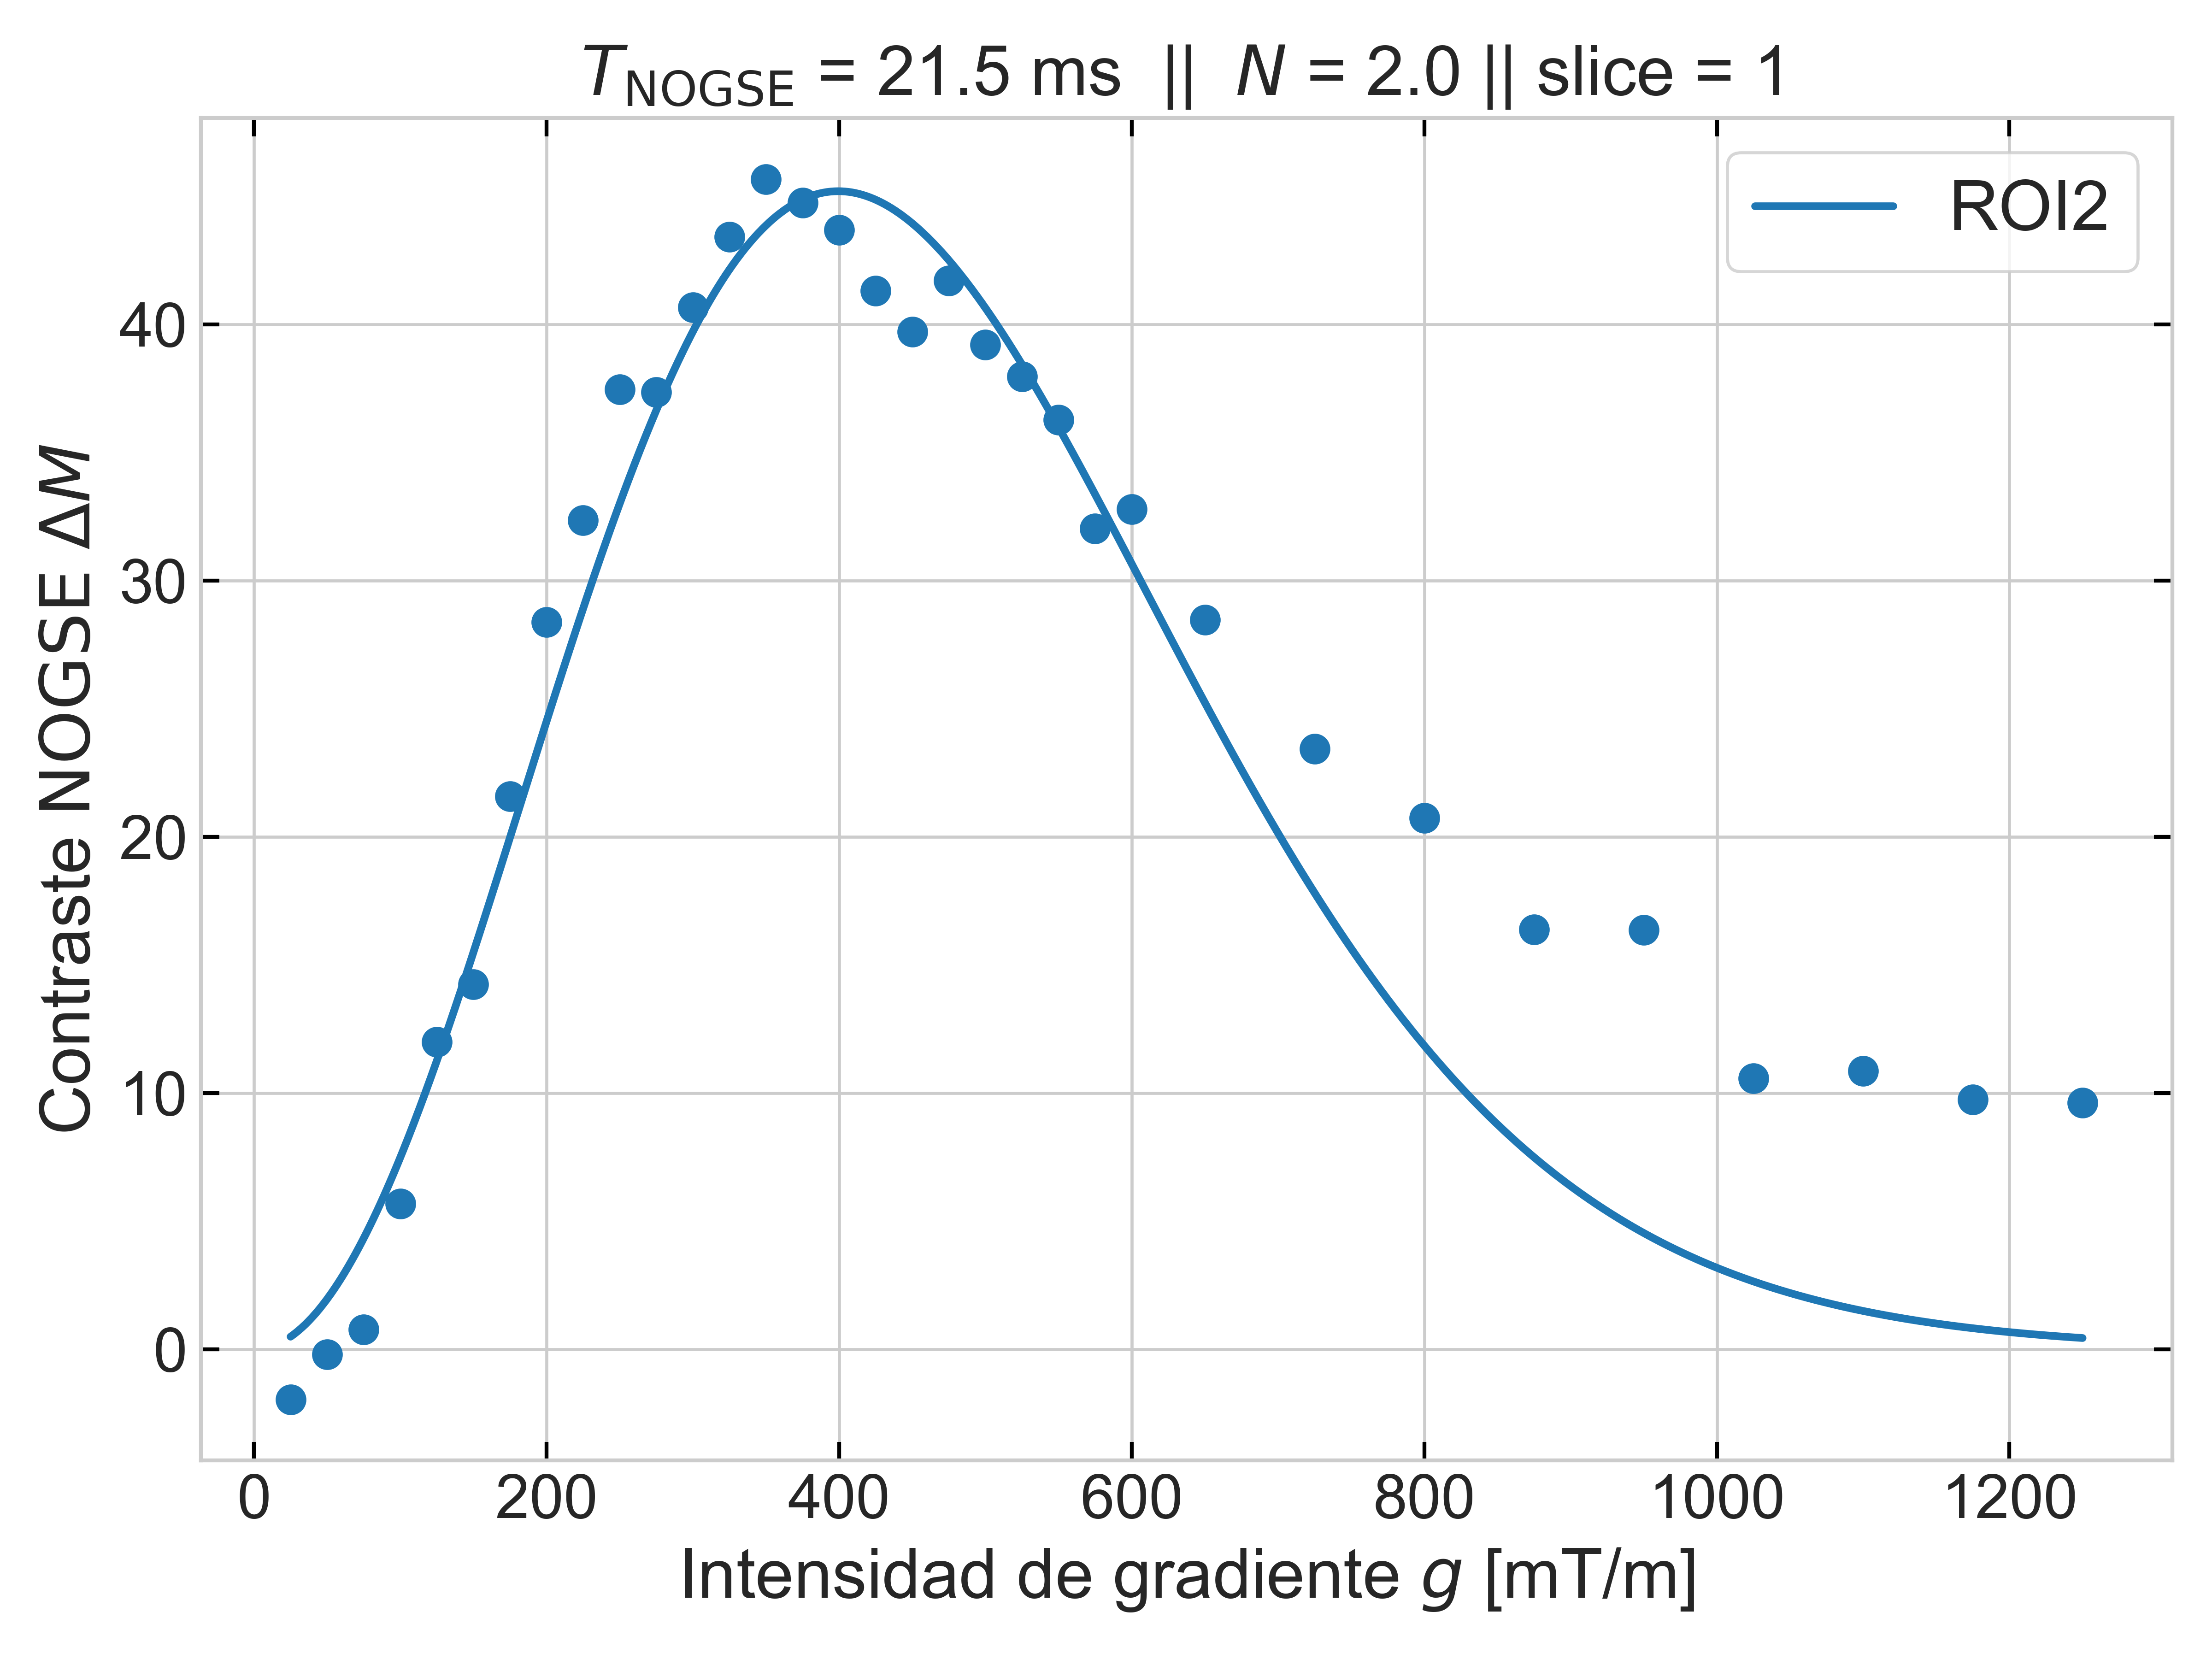 T_NOGSE = 21.5 ms || N = 2.0 || slice = 1
ROI2
Contraste NOGSE ΔM
40
30
20
10
0
0 200 400 600 800 1000 1200
Intensidad de gradiente g [mT/m]